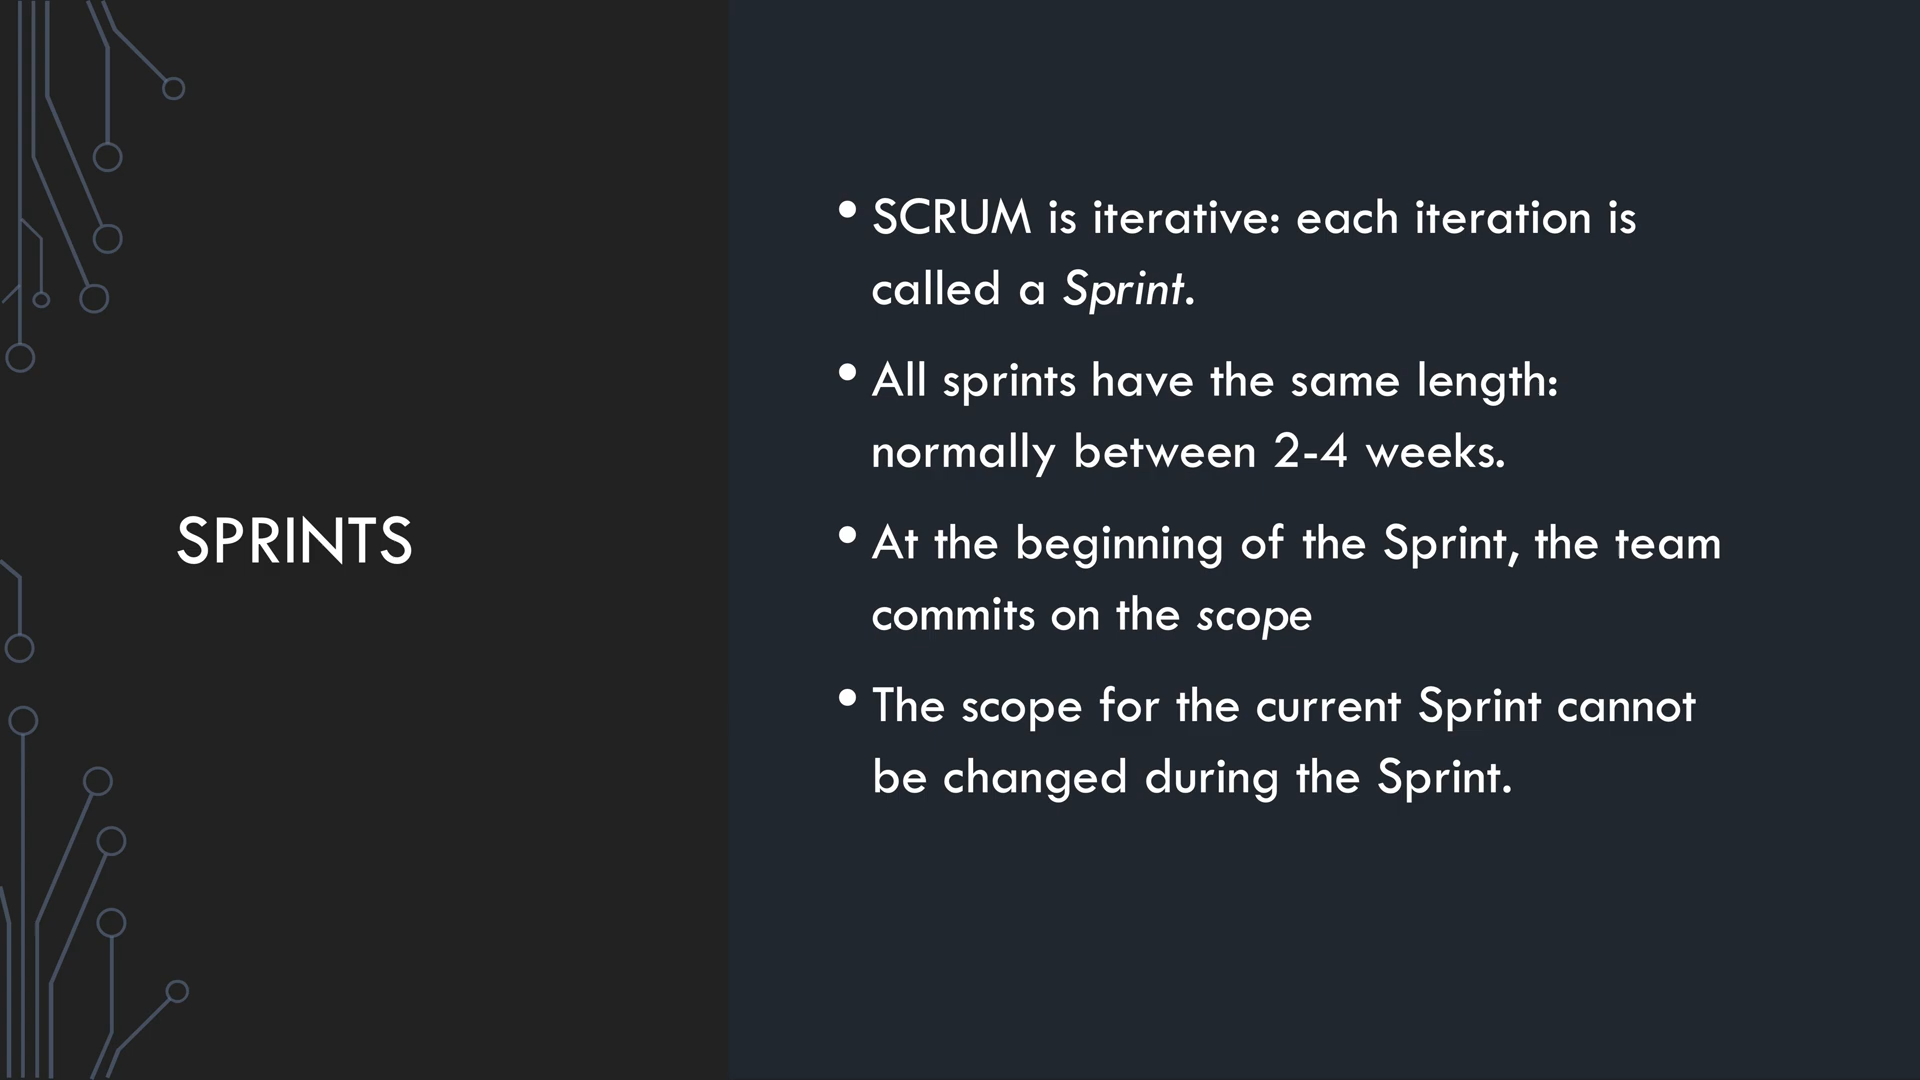 SPRINTS
• SCRUM is iterative: each iteration is
called a Sprint.
• All sprints have the same length:
normally between 2-4 weeks.
• At the beginning of the Sprint, the team
commits on the scope
• The scope for the current Sprint cannot
be changed during the Sprint.